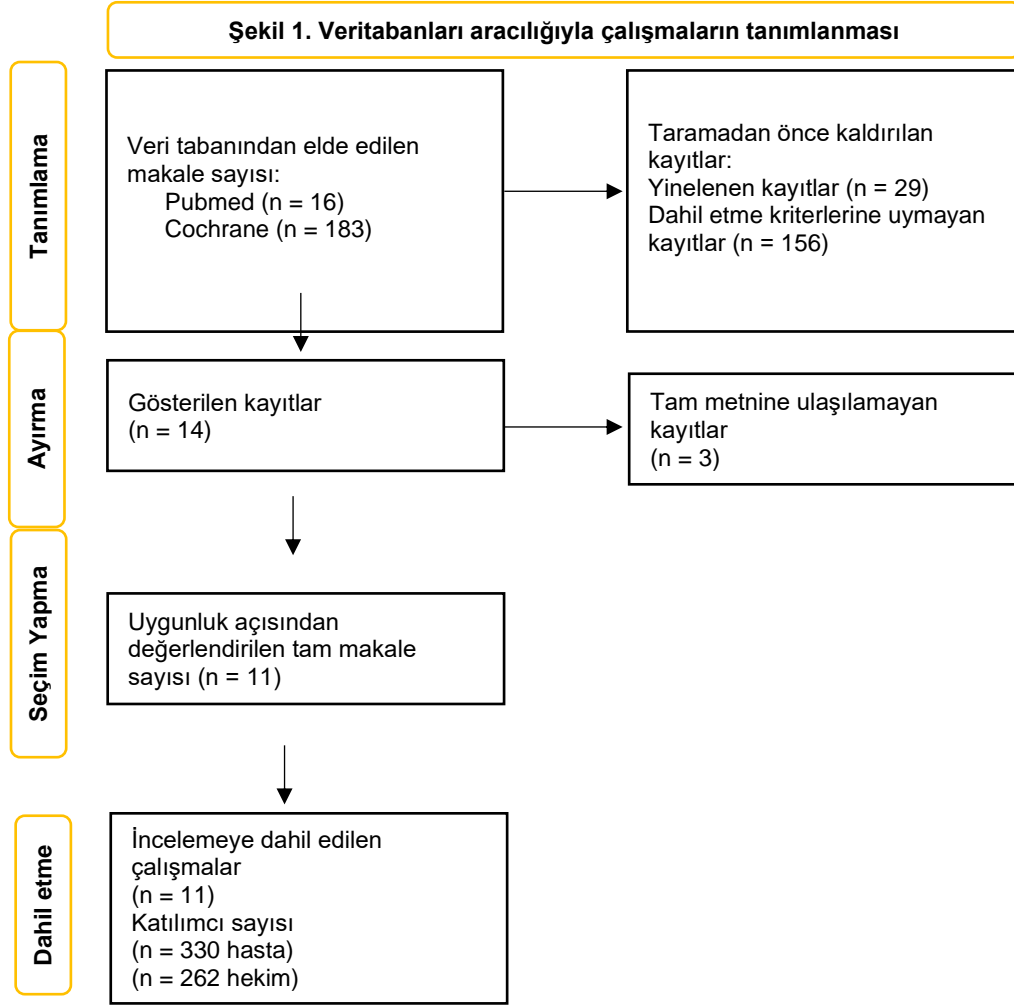 Şekil 1. Veritabanları aracılığıyla çalışmaların tanımlanması
Tanımlama
Veri tabanından elde edilen
makale sayısı:
Pubmed (n = 16)
Cochrane (n = 183)
Taramadan önce kaldırılan
kayıtlar:
Yinelenen kayıtlar (n = 29)
Dahil etme kriterlerine uymayan
kayıtlar (n = 156)
Ayırma
Gösterilen kayıtlar
(n = 14)
Tam metnine ulaşılamayan
kayıtlar
(n = 3)
Seçim Yapma
Uygunluk açısından
değerlendirilen tam makale
sayısı (n = 11)
Dahil etme
İncelemeye dahil edilen
çalışmalar
(n = 11)
Katılımcı sayısı
(n = 330 hasta)
(n = 262 hekim)